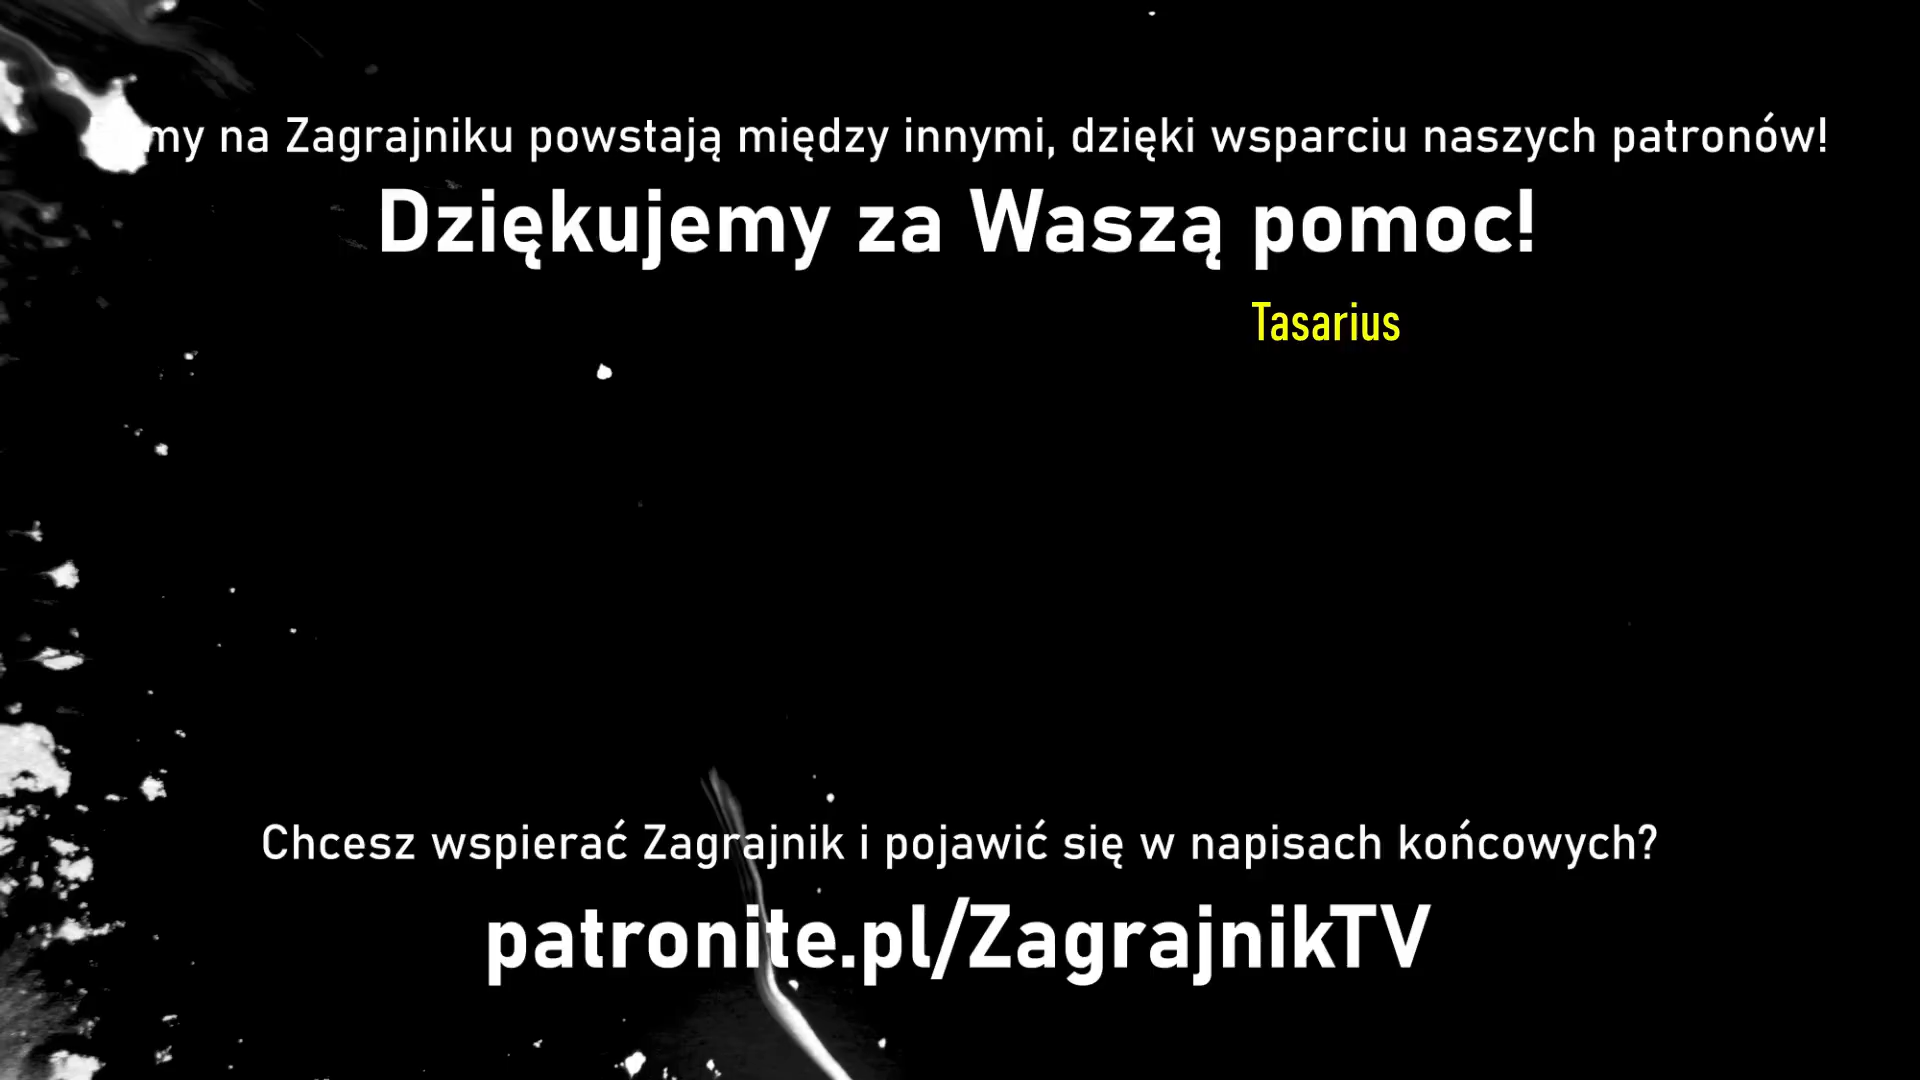 na Zagrajniku powstają między innymi, dzięki wsparciu naszych patronów!
Dziękujemy za Waszą pomoc!
Tasarius
Chcesz wspierać Zagrajnik i pojawić się w napisach końcowych?
patronite.pl/ZagrajnikTV